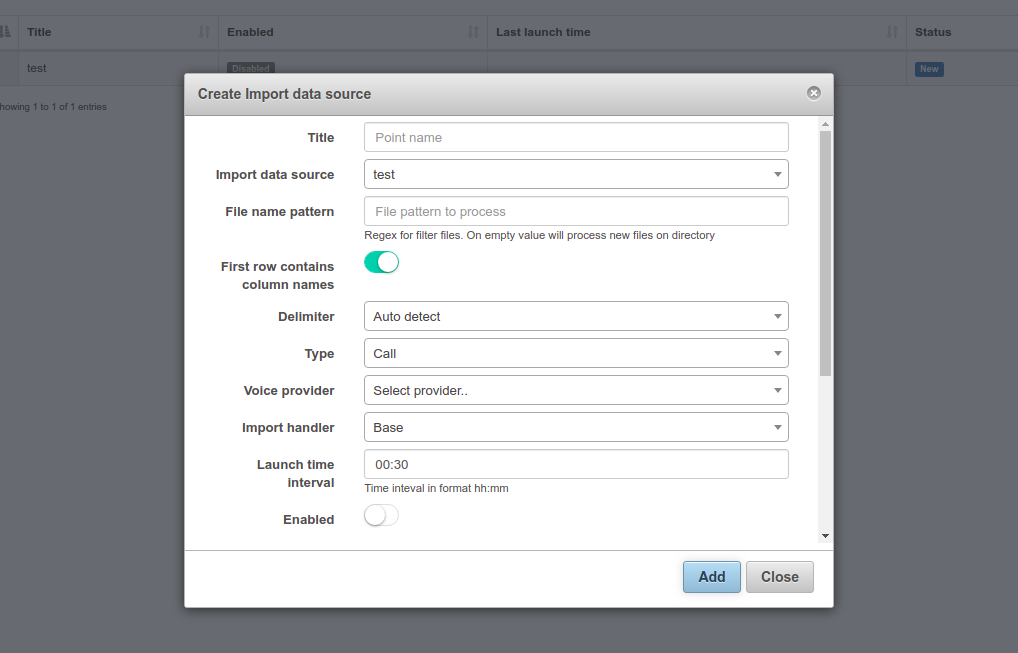 Title Enabled Last launch time Status
test Disabled New
howing 1 to 1 of 1 entries
Create Import data source
Title Point name
Import data source test
File name pattern File pattern to process
Regex for filter files. On empty value will process new files on directory
First row contains
column names
Delimiter Auto detect
Type Call
Voice provider Select provider..
Import handler Base
Launch time
interval 00:30
Time inteval in format hh:mm
Enabled
Add Close